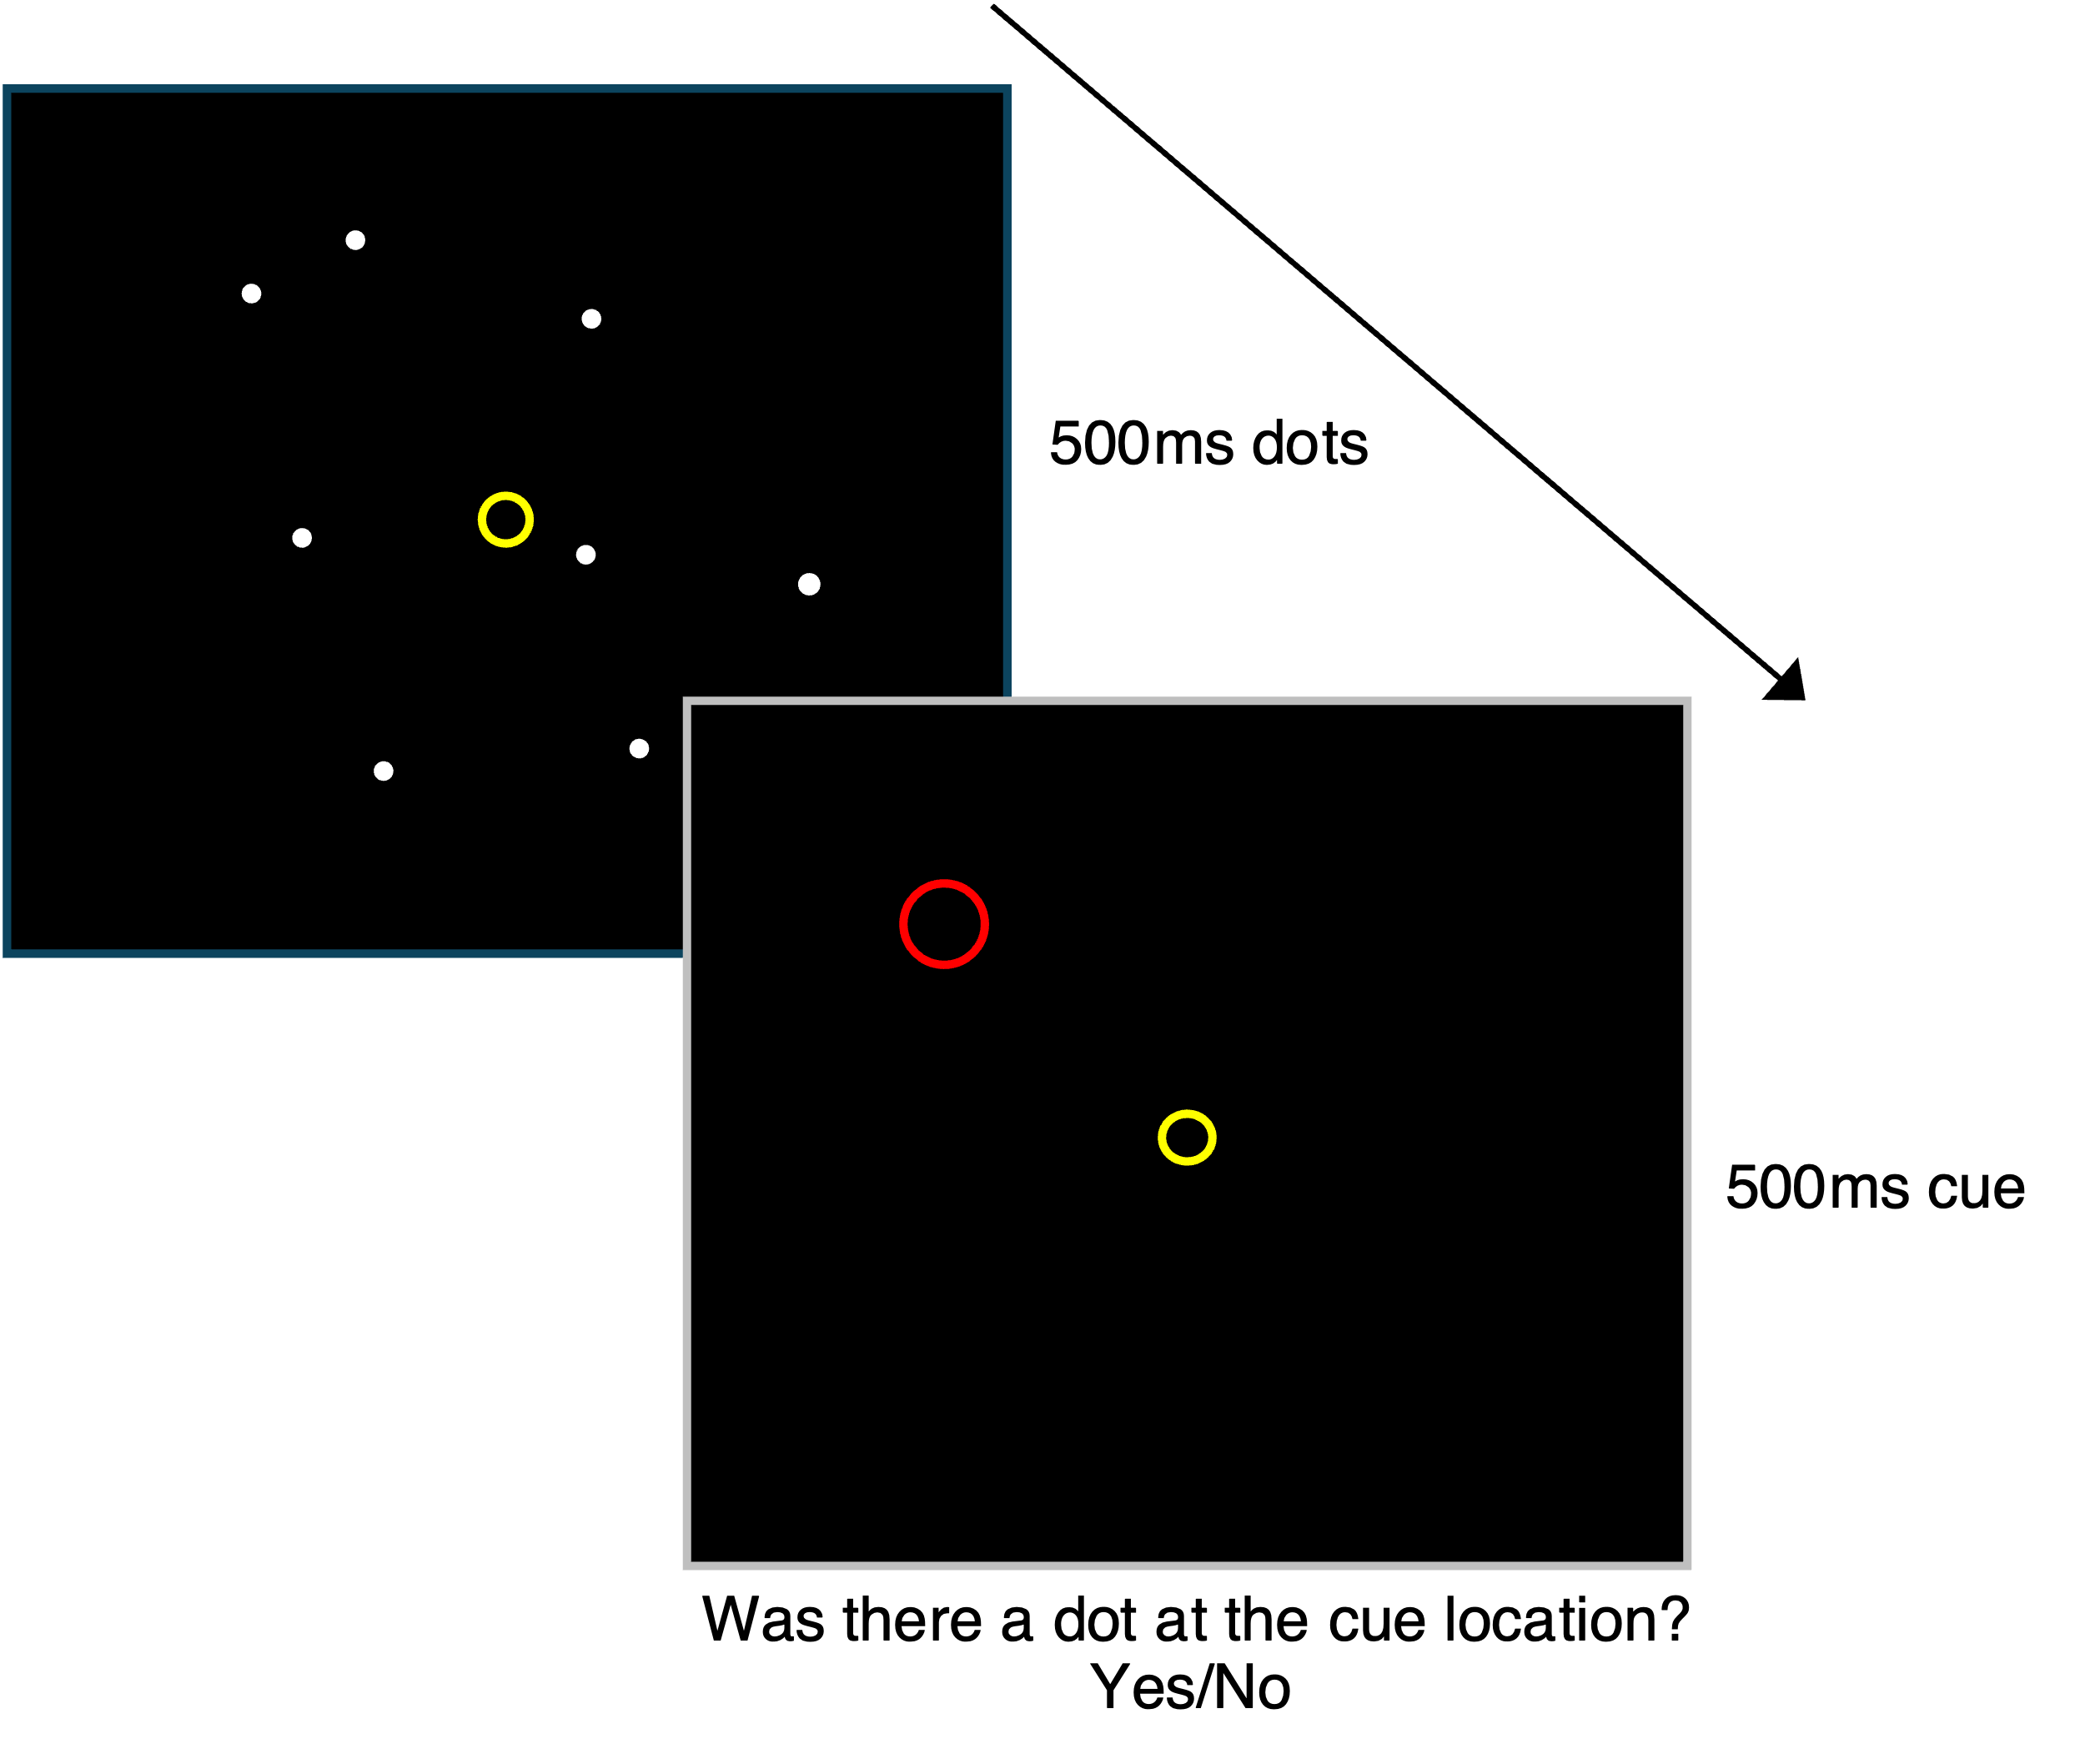 500ms dots
500ms cue
Was there a dot at the cue location?
Yes/No